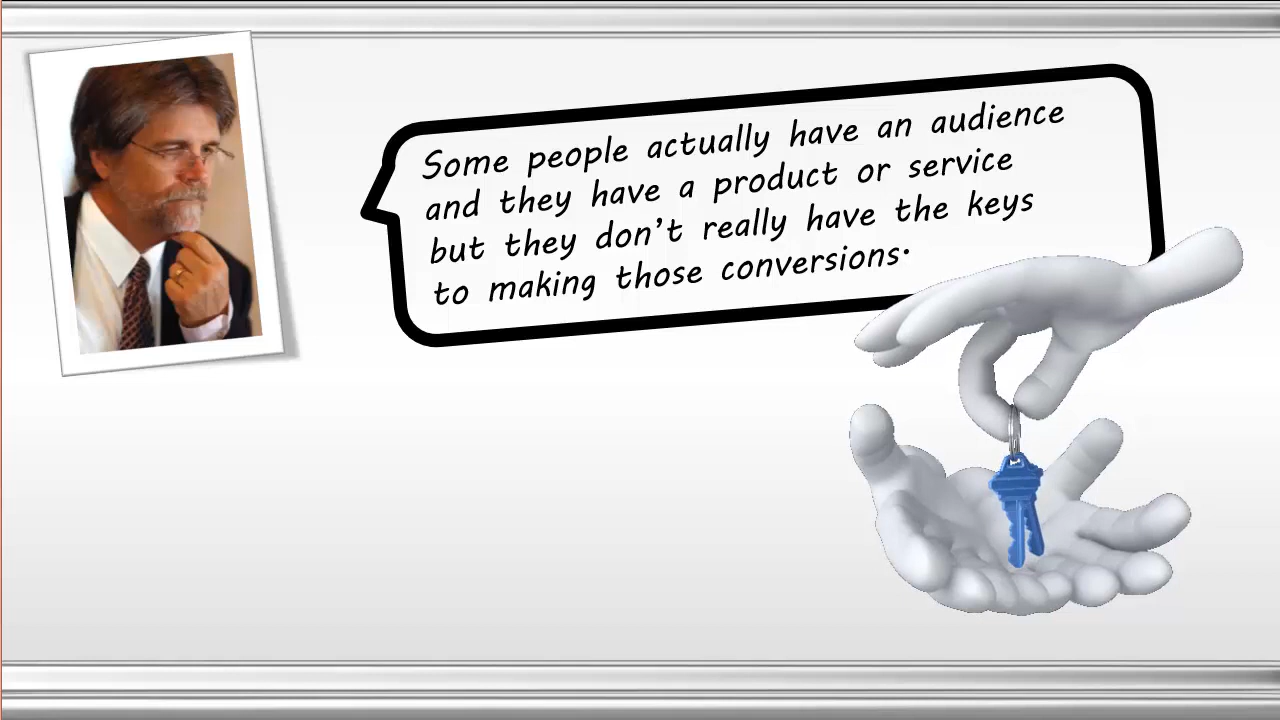 Some people actually have an audience
and they have a product or service
but they don't really have the keys
to making those conversions.